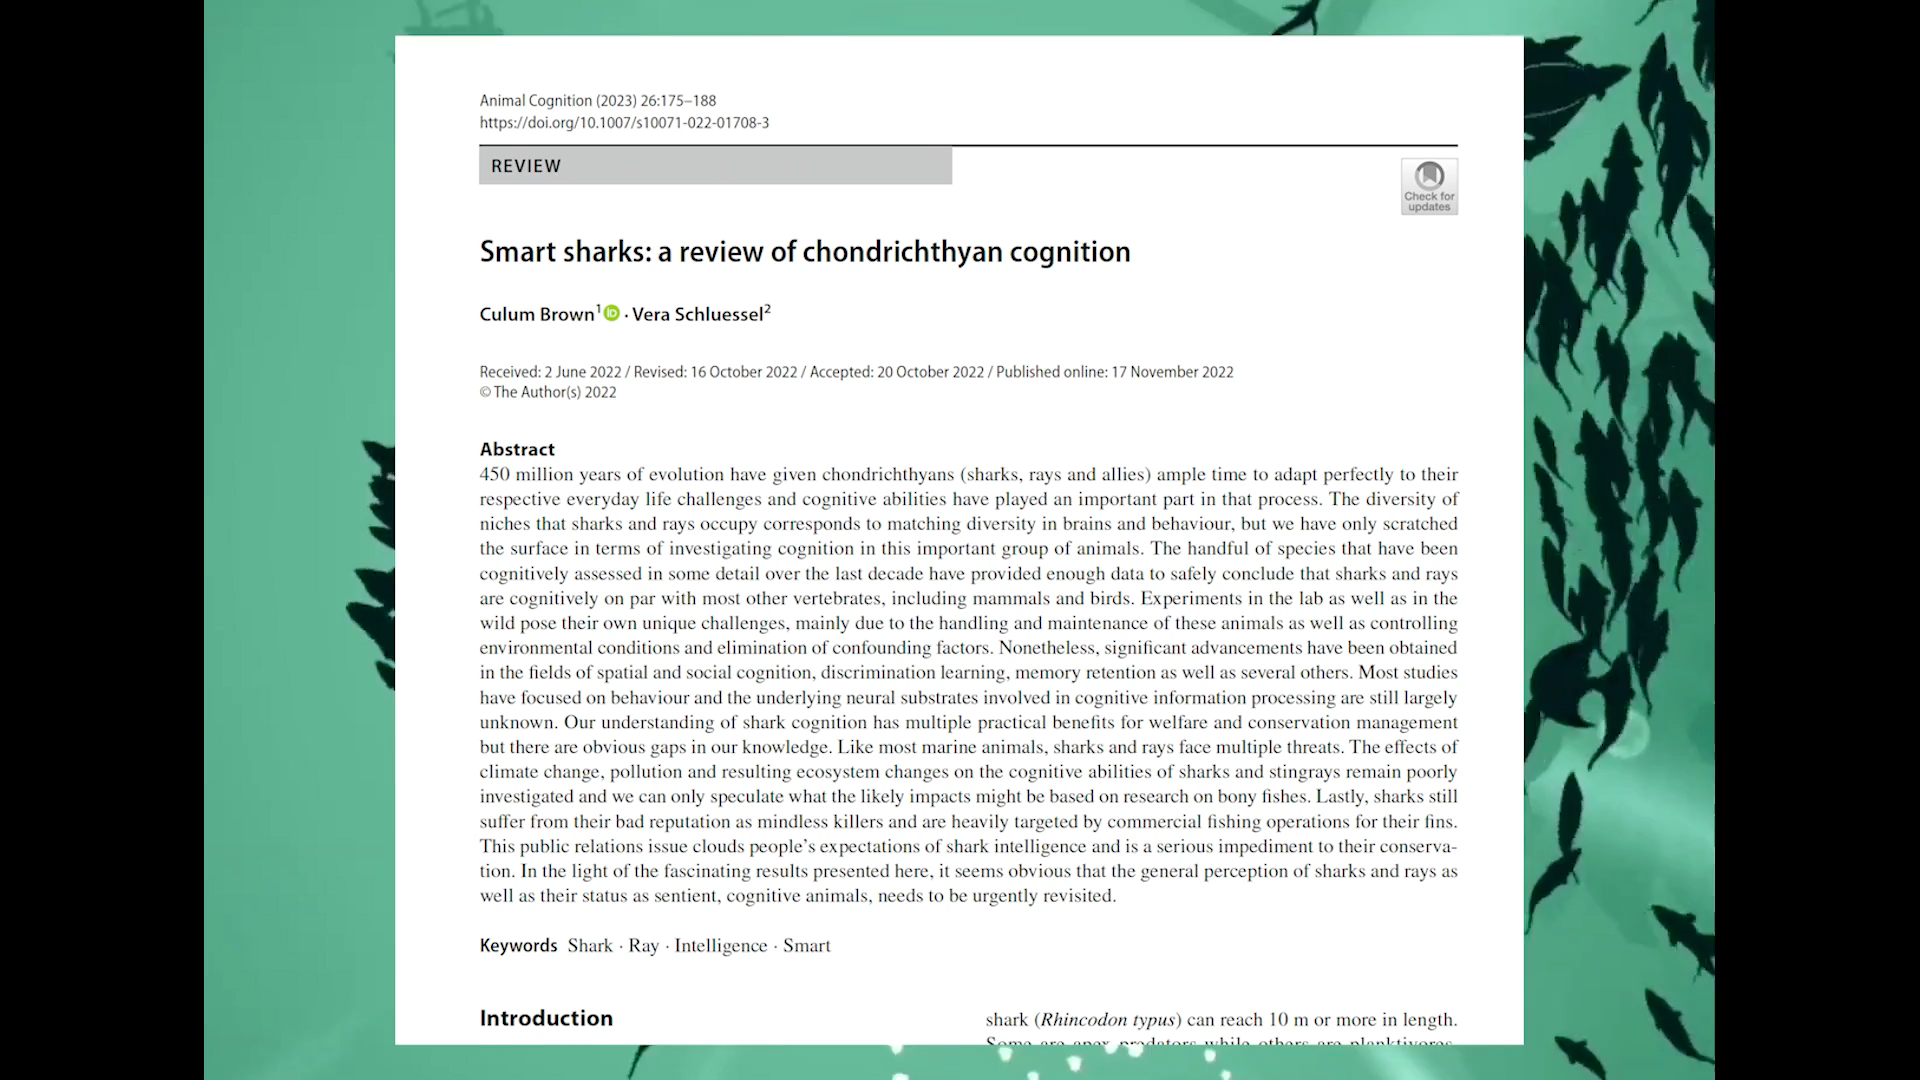 Animal Cognition (2023) 26:175–188
https://doi.org/10.1007/s10071-022-01708-3
REVIEW
Check for
updates
Smart sharks: a review of chondrichthyan cognition
Culum Brown¹ iD · Vera Schluessel²
Received: 2 June 2022 / Revised: 16 October 2022 / Accepted: 20 October 2022 / Published online: 17 November 2022
© The Author(s) 2022
Abstract
450 million years of evolution have given chondrichthyans (sharks, rays and allies) ample time to adapt perfectly to their
respective everyday life challenges and cognitive abilities have played an important part in that process. The diversity of
niches that sharks and rays occupy corresponds to matching diversity in brains and behaviour, but we have only scratched
the surface in terms of investigating cognition in this important group of animals. The handful of species that have been
cognitively assessed in some detail over the last decade have provided enough data to safely conclude that sharks and rays
are cognitively on par with most other vertebrates, including mammals and birds. Experiments in the lab as well as in the
wild pose their own unique challenges, mainly due to the handling and maintenance of these animals as well as controlling
environmental conditions and elimination of confounding factors. Nonetheless, significant advancements have been obtained
in the fields of spatial and social cognition, discrimination learning, memory retention as well as several others. Most studies
have focused on behaviour and the underlying neural substrates involved in cognitive information processing are still largely
unknown. Our understanding of shark cognition has multiple practical benefits for welfare and conservation management
but there are obvious gaps in our knowledge. Like most marine animals, sharks and rays face multiple threats. The effects of
climate change, pollution and resulting ecosystem changes on the cognitive abilities of sharks and stingrays remain poorly
investigated and we can only speculate what the likely impacts might be based on research on bony fishes. Lastly, sharks still
suffer from their bad reputation as mindless killers and are heavily targeted by commercial fishing operations for their fins.
This public relations issue clouds people's expectations of shark intelligence and is a serious impediment to their conserva-
tion. In the light of the fascinating results presented here, it seems obvious that the general perception of sharks and rays as
well as their status as sentient, cognitive animals, needs to be urgently revisited.
Keywords Shark · Ray · Intelligence · Smart
Introduction
shark (Rhincodon typus) can reach 10 m or more in length.
Some are apex predators while others are planktivores.